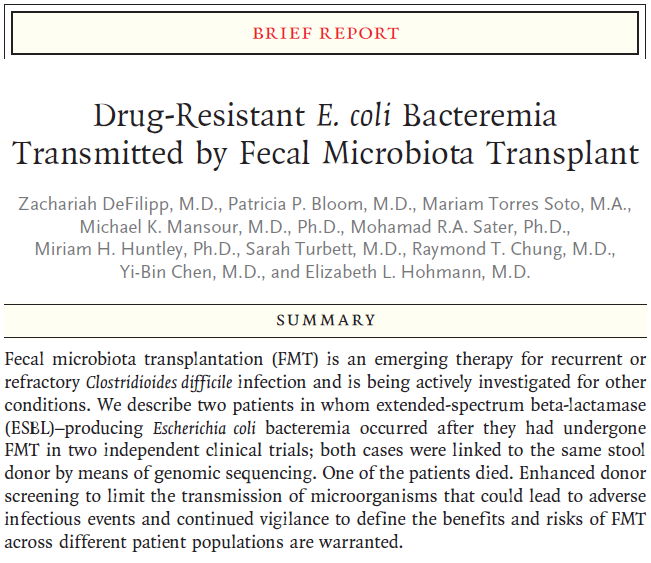 BRIEF REPORT
Drug-Resistant E. coli Bacteremia
Transmitted by Fecal Microbiota Transplant
Zachariah DeFilipp, M.D., Patricia P. Bloom, M.D., Mariam Torres Soto, M.A.,
Michael K. Mansour, M.D., Ph.D., Mohamad R.A. Sater, Ph.D.,
Miriam H. Huntley, Ph.D., Sarah Turbett, M.D., Raymond T. Chung, M.D.,
Yi-Bin Chen, M.D., and Elizabeth L. Hohmann, M.D.
SUMMARY
Fecal microbiota transplantation (FMT) is an emerging therapy for recurrent or
refractory Clostridioides difficile infection and is being actively investigated for other
conditions. We describe two patients in whom extended-spectrum beta-lactamase
(ESBL)–producing Escherichia coli bacteremia occurred after they had undergone
FMT in two independent clinical trials; both cases were linked to the same stool
donor by means of genomic sequencing. One of the patients died. Enhanced donor
screening to limit the transmission of microorganisms that could lead to adverse
infectious events and continued vigilance to define the benefits and risks of FMT
across different patient populations are warranted.